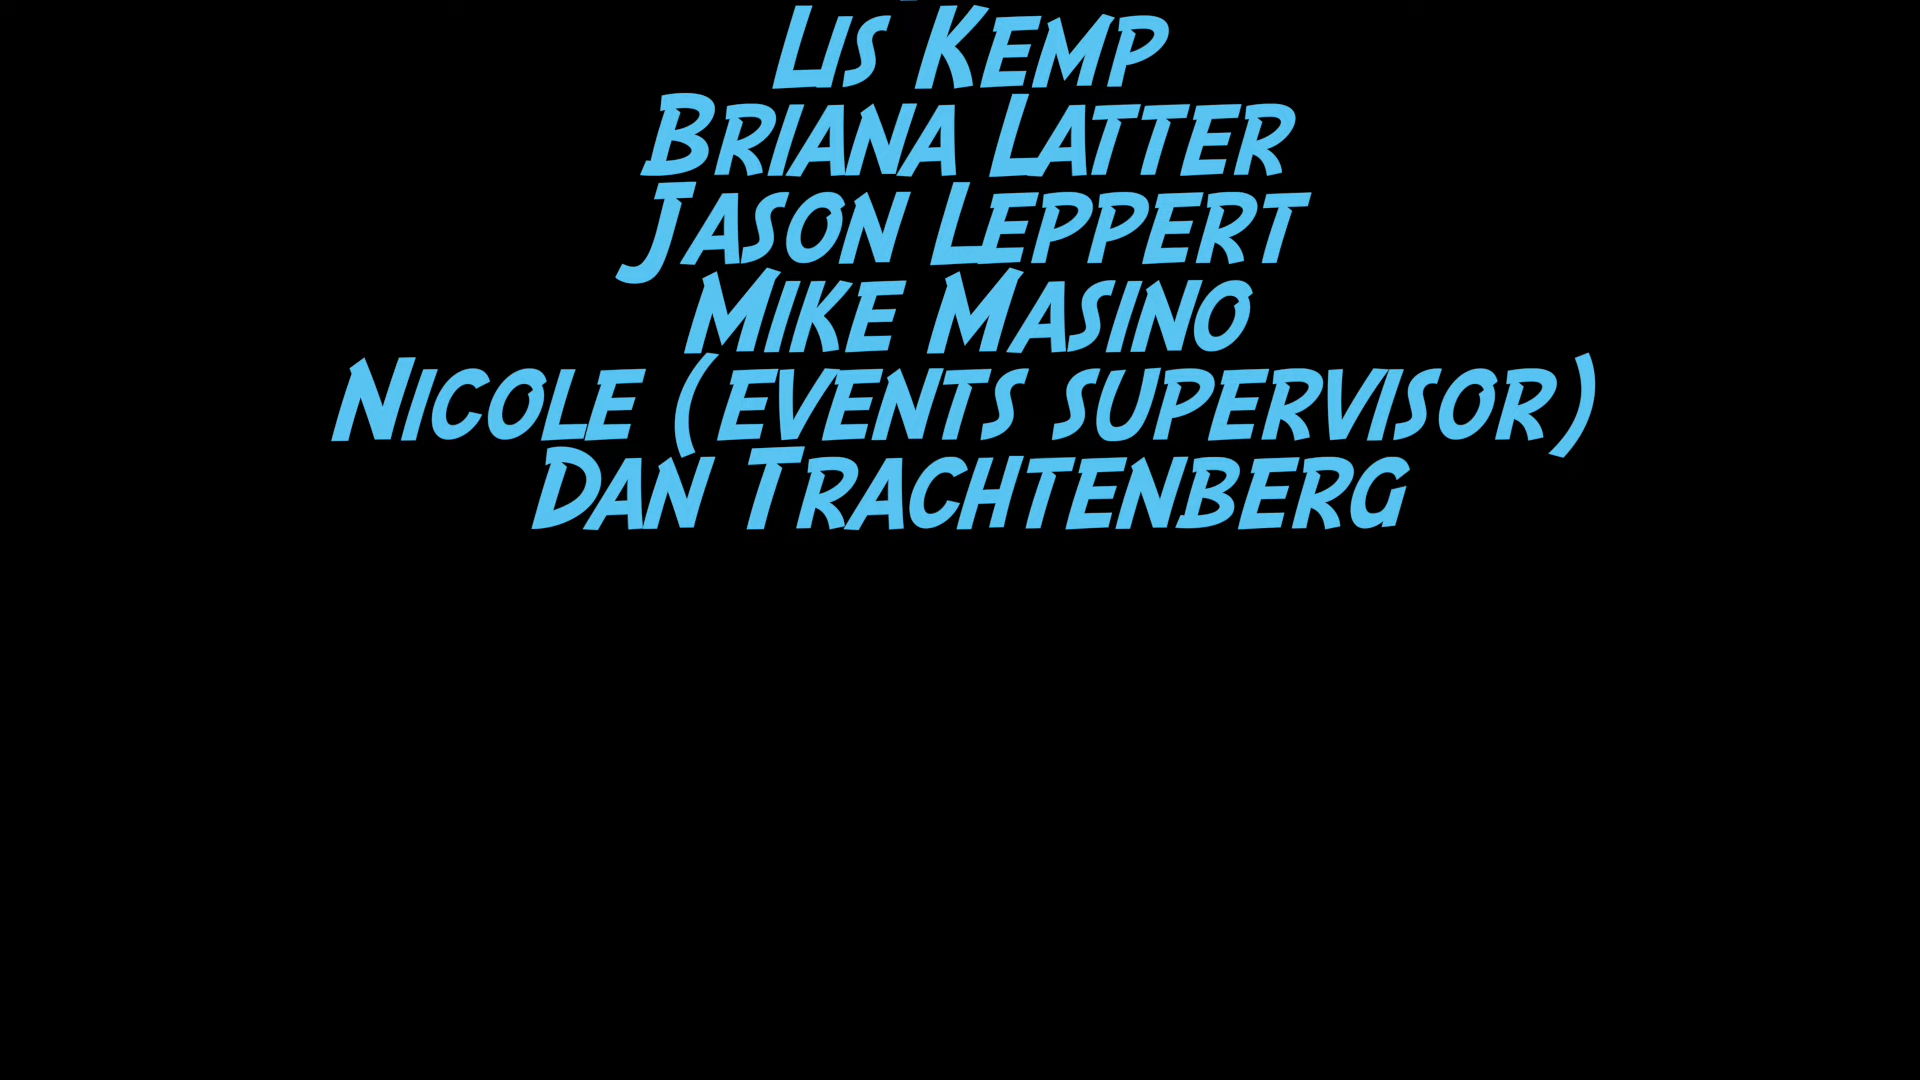 Lis Kemp
Briana Latter
Jason Leppert
Mike Masino
Nicole (events supervisor)
Dan Trachtenberg